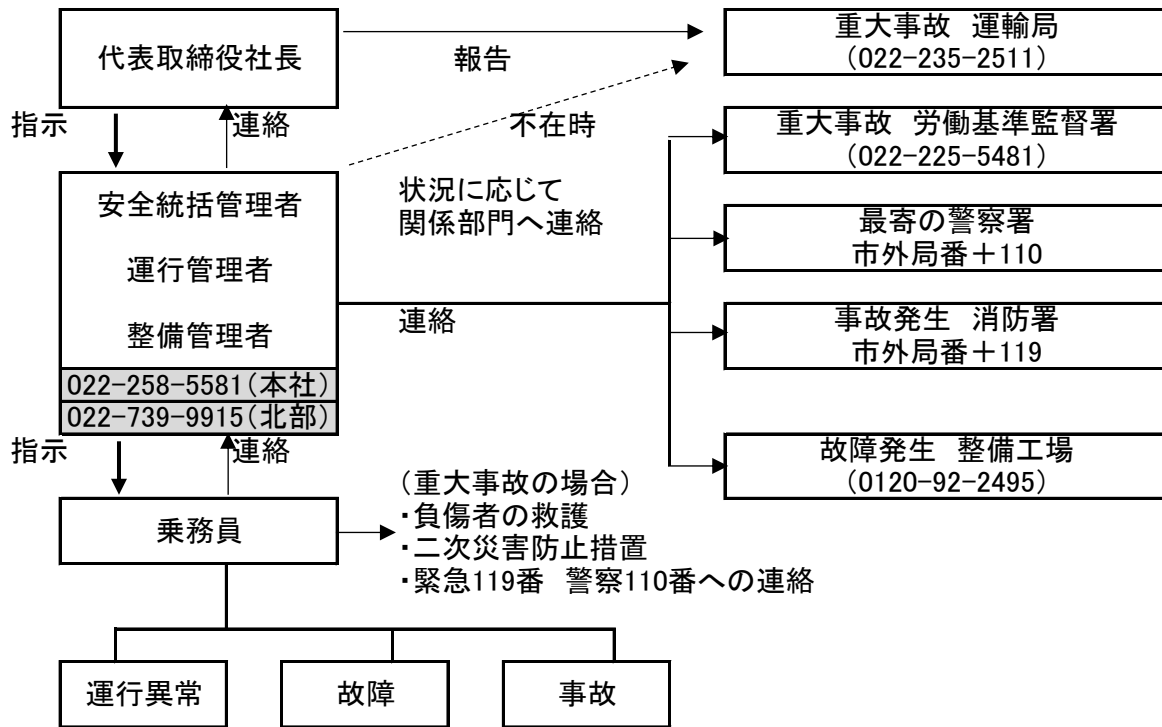 代表取締役社長
報告
重大事故 運輸局
(022-235-2511)
指示
連絡
不在時
重大事故 労働基準監督署
(022-225-5481)
安全統括管理者
運行管理者
整備管理者
022-258-5581(本社)
022-739-9915(北部)
状況に応じて
関係部門へ連絡
連絡
最寄の警察署
市外局番＋110
事故発生 消防署
市外局番＋119
故障発生 整備工場
(0120-92-2495)
指示
連絡
乗務員
(重大事故の場合)
・負傷者の救護
・二次災害防止措置
・緊急119番 警察110番への連絡
運行異常
故障
事故